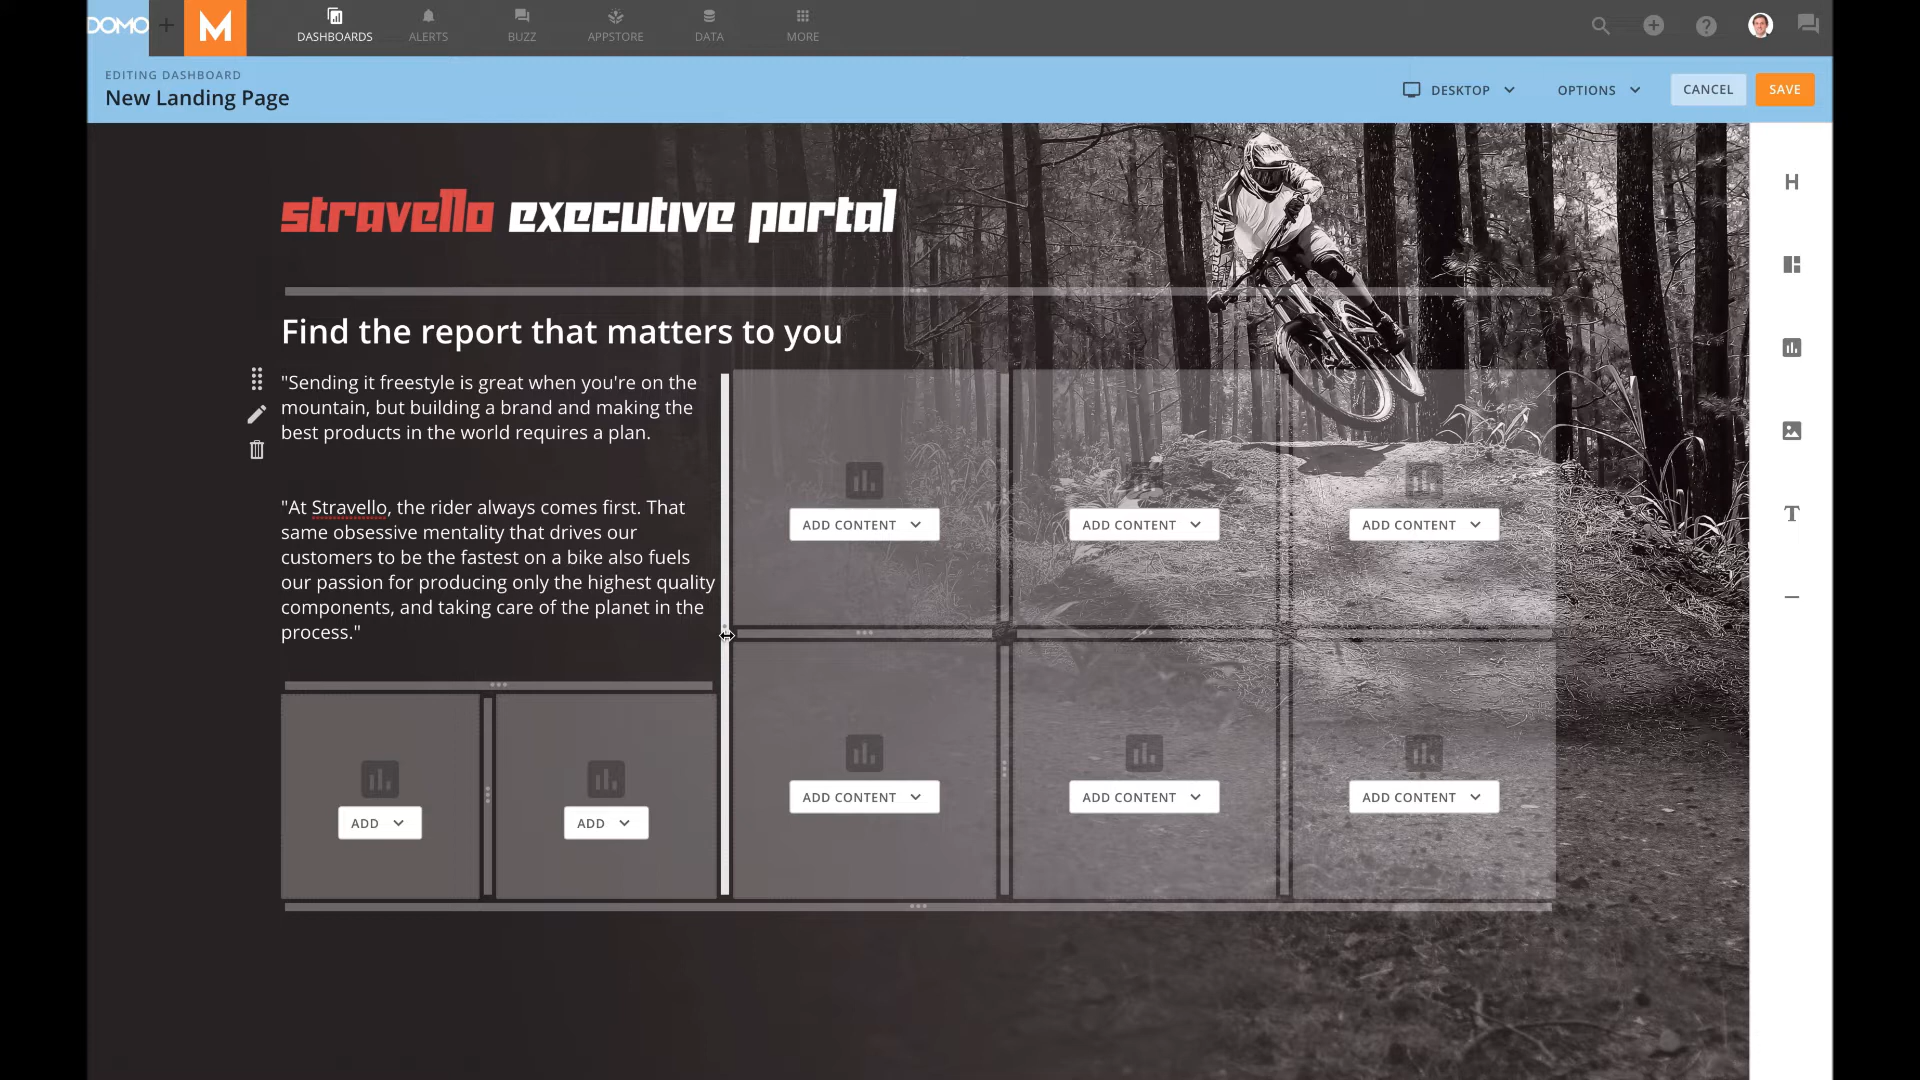 DOMO
M
DASHBOARDS
ALERTS
BUZZ
APPSTORE
DATA
MORE
EDITING DASHBOARD
New Landing Page
DESKTOP
OPTIONS
CANCEL
SAVE
stravello executive portal
H
Find the report that matters to you
"Sending it freestyle is great when you're on the
mountain, but building a brand and making the
best products in the world requires a plan.
"At Stravello, the rider always comes first. That
same obsessive mentality that drives our
customers to be the fastest on a bike also fuels
our passion for producing only the highest quality
components, and taking care of the planet in the
process."
ADD CONTENT
ADD CONTENT
ADD CONTENT
T
ADD
ADD
ADD CONTENT
ADD CONTENT
ADD CONTENT